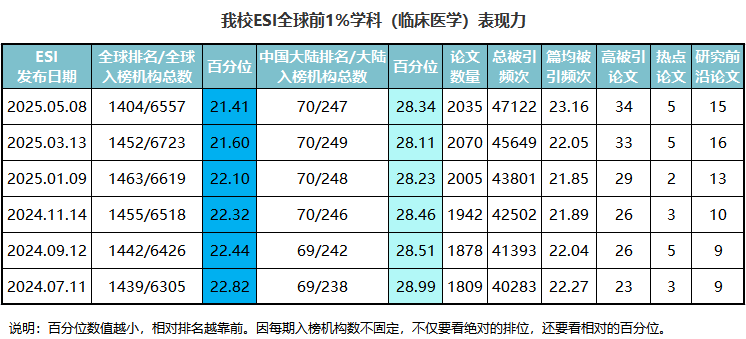 我校ESI全球前1%学科（临床医学）表现力
ESI发布日期 全球排名/全球入榜机构总数 百分位 中国大陆排名/大陆入榜机构总数 百分位 论文数量 总被引频次 篇均被引频次 高被引论文 热点论文 研究前沿论文
2025.05.08 1404/6557 21.41 70/247 28.34 2035 47122 23.16 34 5 15
2025.03.13 1452/6723 21.60 70/249 28.11 2070 45649 22.05 33 5 16
2025.01.09 1463/6619 22.10 70/248 28.23 2005 43801 21.85 29 2 13
2024.11.14 1455/6518 22.32 70/246 28.46 1942 42502 21.89 26 3 10
2024.09.12 1442/6426 22.44 69/242 28.51 1878 41393 22.04 26 5 9
2024.07.11 1439/6305 22.82 69/238 28.99 1809 40283 22.27 23 3 9
说明：百分位数值越小，相对排名越靠前。因每期入榜机构数不固定，不仅要看绝对的排位，还要看相对的百分位。